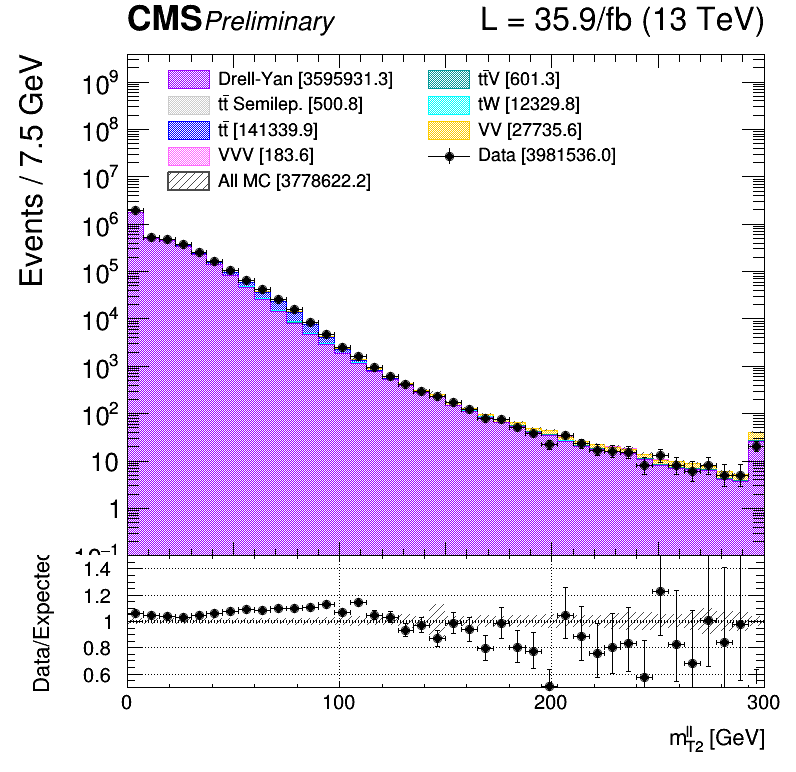 CMS Preliminary L = 35.9/fb (13 TeV)
Events / 7.5 GeV
Drell-Yan [3595931.3]
tt̄ Semilep. [500.8]
tt̄ [141339.9]
VVV [183.6]
All MC [3778622.2]
tt̄V [601.3]
tW [12329.8]
VV [27735.6]
Data [3981536.0]
10⁹
10⁸
10⁷
10⁶
10⁵
10⁴
10³
10²
10
1
10⁻¹
Data/Expected
1.4
1.2
1
0.8
0.6
0 100 200 300
m_T2^ll [GeV]